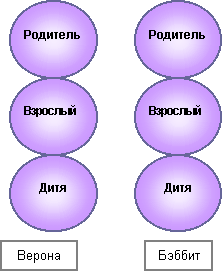 Родитель Родитель
Взрослый Взрослый
Дитя Дитя
Верона Бэббит